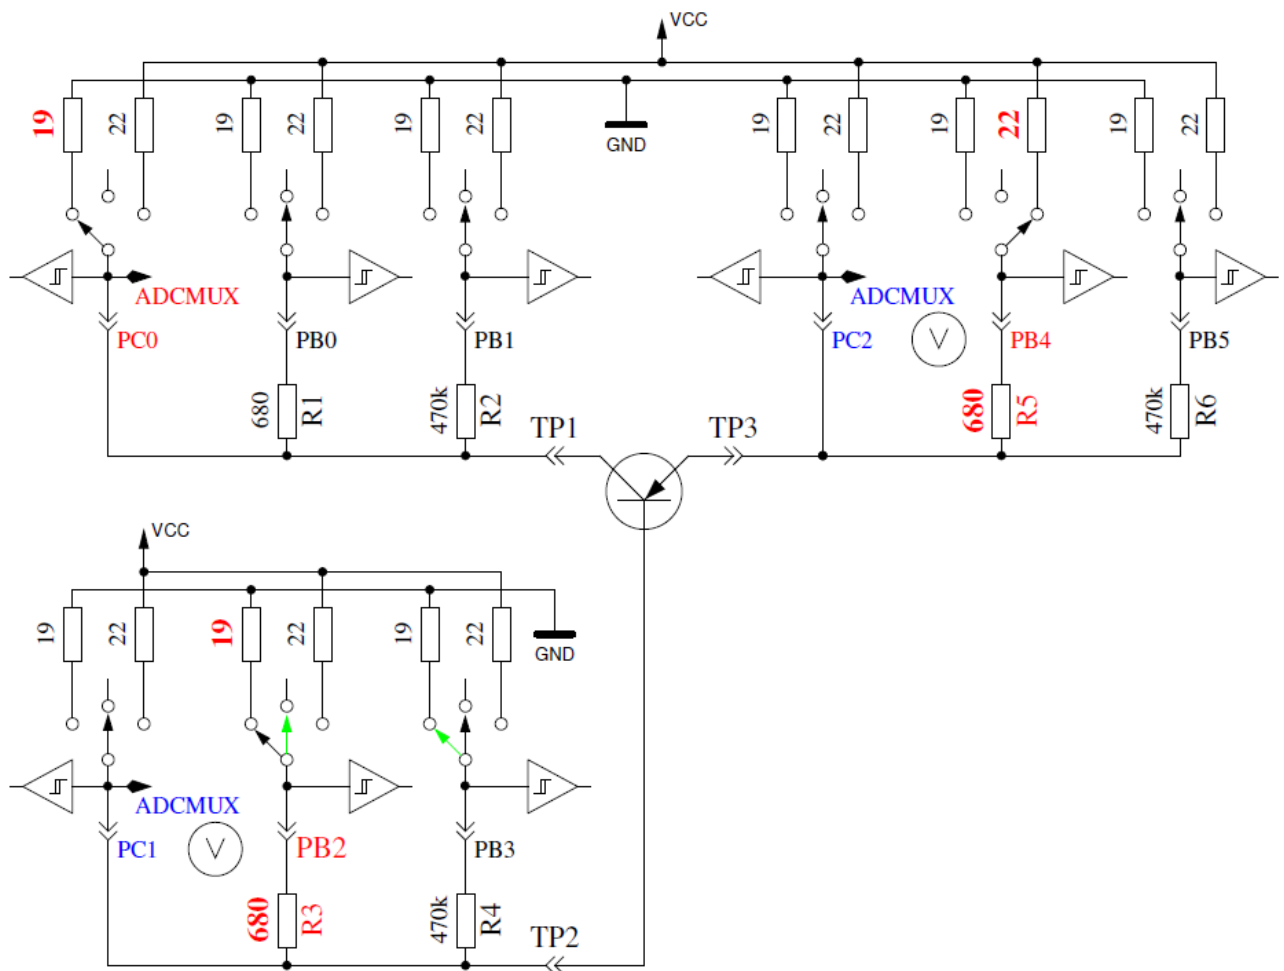 VCC
19
22
19
22
19
22
GND
19
22
19
22
19
22
ADCMUX
ADCMUX
PC0
PB0
PB1
PC2
V
PB4
PB5
680
R1
470k
R2
TP1
TP3
680
R5
470k
R6
VCC
19
22
19
22
19
22
GND
ADCMUX
PC1
V
PB2
PB3
680
R3
470k
R4
TP2